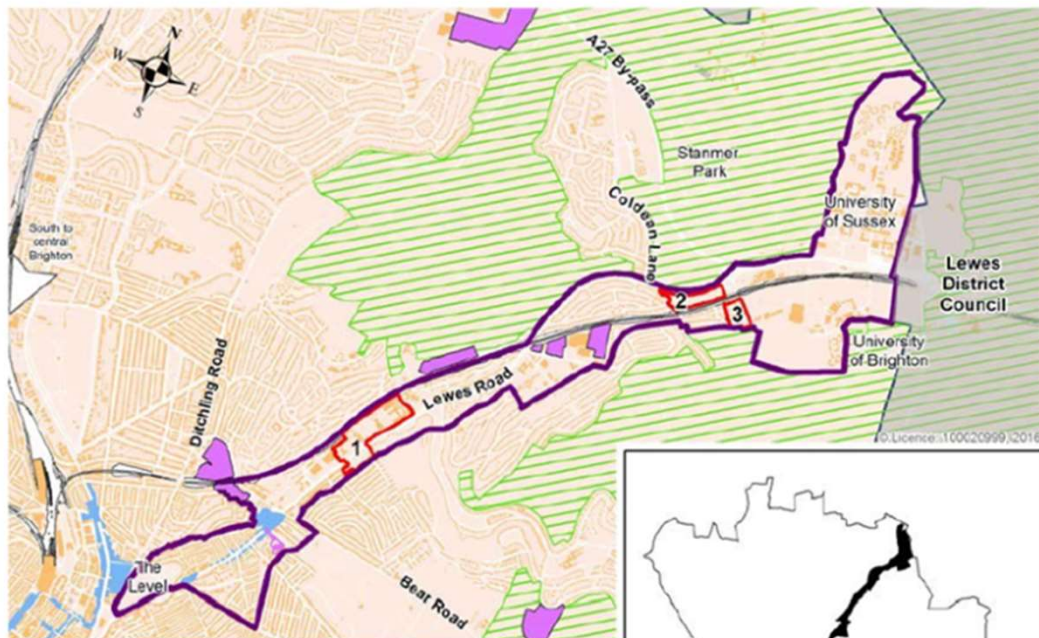 N
W
E
S
A27 By-pass
Stanmer
Park
Coldean Lane
University
of Sussex
South to
central
Brighton
Lewes
District
Council
2
3
University
of Brighton
Ditchling Road
Lewes Road
1
© Licence: 100020999, 2016
The
Level
Bear Road